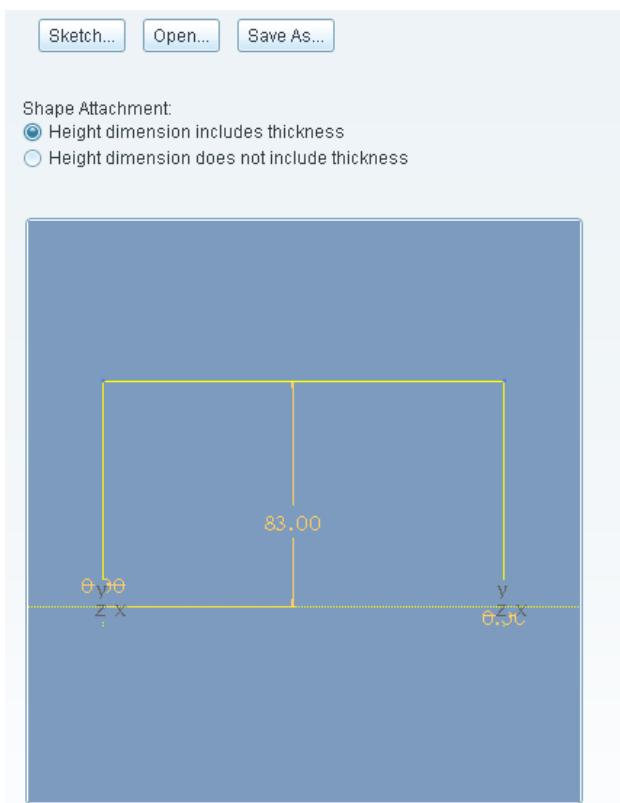 Sketch... Open... Save As...
Shape Attachment:
Height dimension includes thickness
Height dimension does not include thickness
83.00
y y
Z X Z X